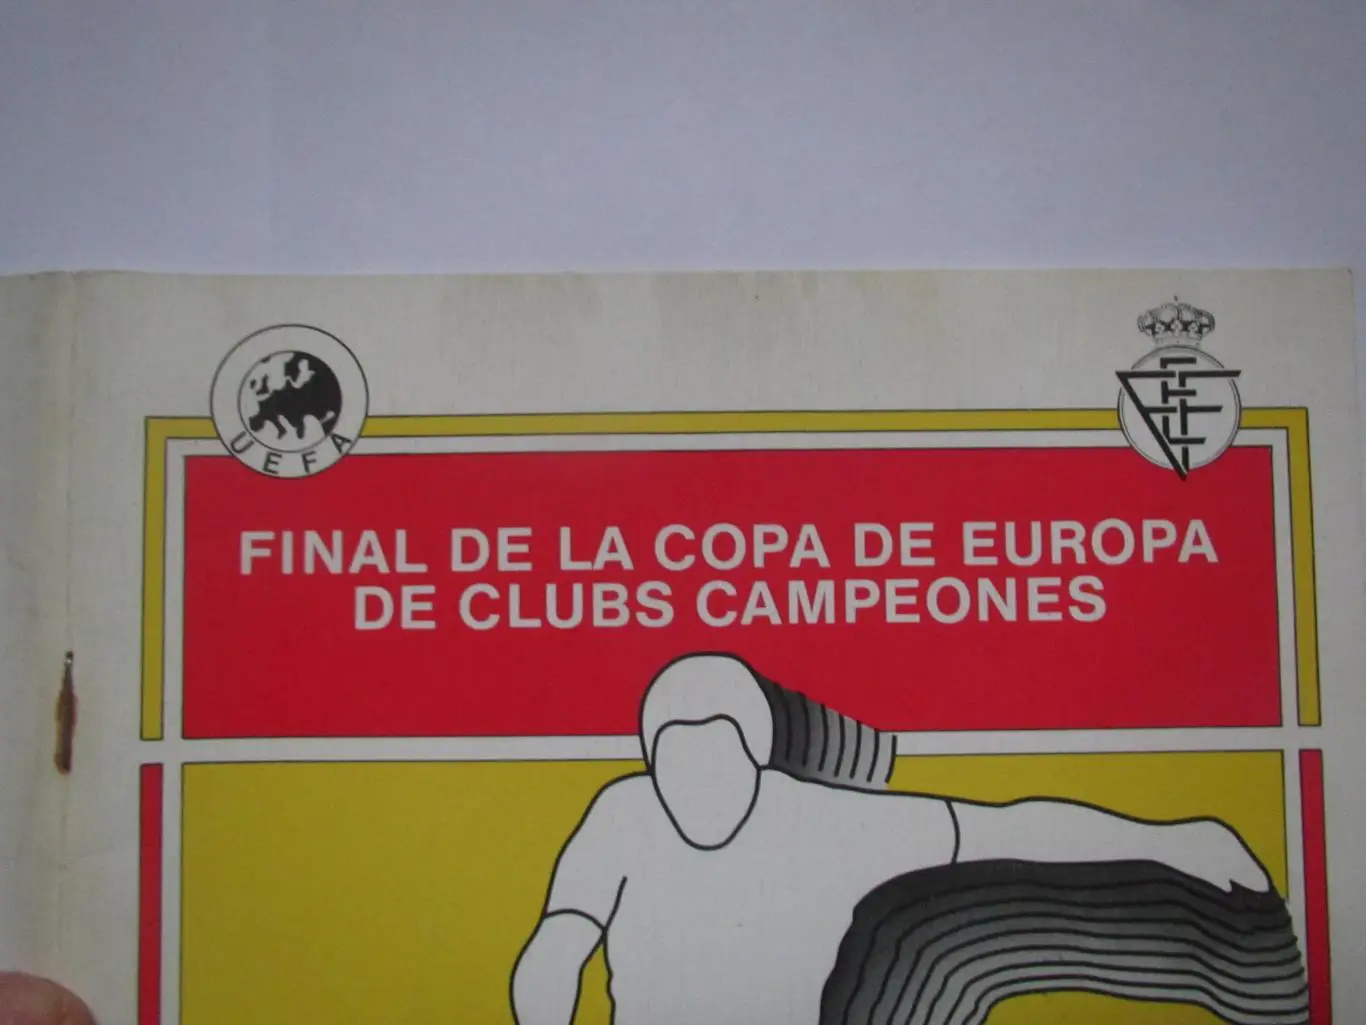 UEFA
FINAL DE LA COPA DE EUROPA
DE CLUBS CAMPEONES